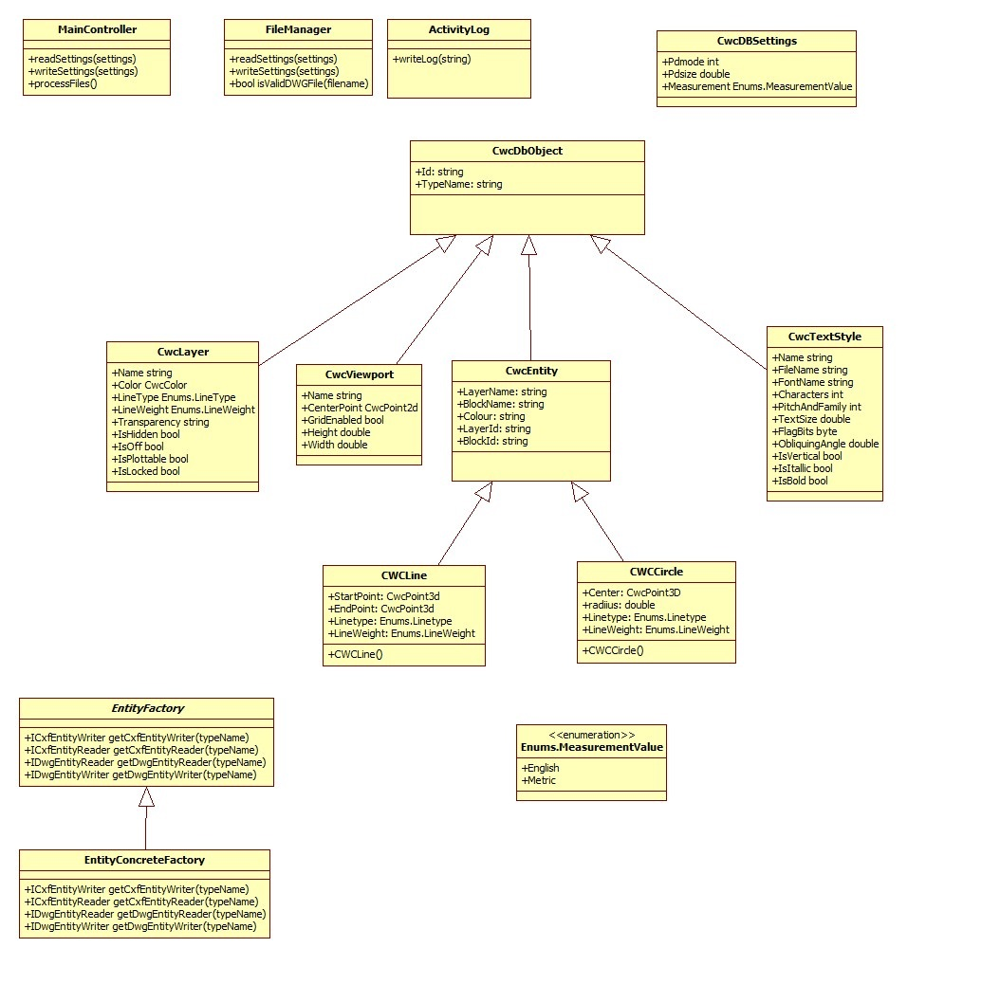 MainController
+readSettings(settings)
+writeSettings(settings)
+processFiles()
FileManager
+readSettings(settings)
+writeSettings(settings)
+bool isValidDWGFile(filename)
ActivityLog
+writeLog(string)
CwcDBSettings
+Pdmode int
+Pdsize double
+Measurement Enums.MeasurementValue
CwcDbObject
+Id: string
+TypeName: string
CwcLayer
+Name string
+Color CwcColor
+LineType Enums.LineType
+LineWeight Enums.LineWeight
+Transparency string
+IsHidden bool
+IsOff bool
+IsPlottable bool
+IsLocked bool
CwcViewport
+Name string
+CenterPoint CwcPoint2d
+GridEnabled bool
+Height double
+Width double
CwcEntity
+LayerName: string
+BlockName: string
+Colour: string
+LayerId: string
+BlockId: string
CwcTextStyle
+Name string
+FileName string
+FontName string
+Characters int
+PitchAndFamily int
+TextSize double
+FlagBits byte
+ObliquingAngle double
+IsVertical bool
+IsItallic bool
+IsBold bool
CWCLine
+StartPoint: CwcPoint3d
+EndPoint: CwcPoint3d
+Linetype: Enums.Linetype
+LineWeight: Enums.LineWeight
+CWCLine()
CWCCircle
+Center: CwcPoint3D
+radiius: double
+Linetype: Enums.Linetype
+LineWeight: Enums.LineWeight
+CWCCircle()
EntityFactory
+ICxfEntityWriter getCxfEntityWriter(typeName)
+ICxfEntityReader getCxfEntityReader(typeName)
+IDwgEntityReader getDwgEntityReader(typeName)
+IDwgEntityWriter getDwgEntityWriter(typeName)
<<enumeration>>
Enums.MeasurementValue
+English
+Metric
EntityConcreteFactory
+ICxfEntityWriter getCxfEntityWriter(typeName)
+ICxfEntityReader getCxfEntityReader(typeName)
+IDwgEntityReader getDwgEntityReader(typeName)
+IDwgEntityWriter getDwgEntityWriter(typeName)